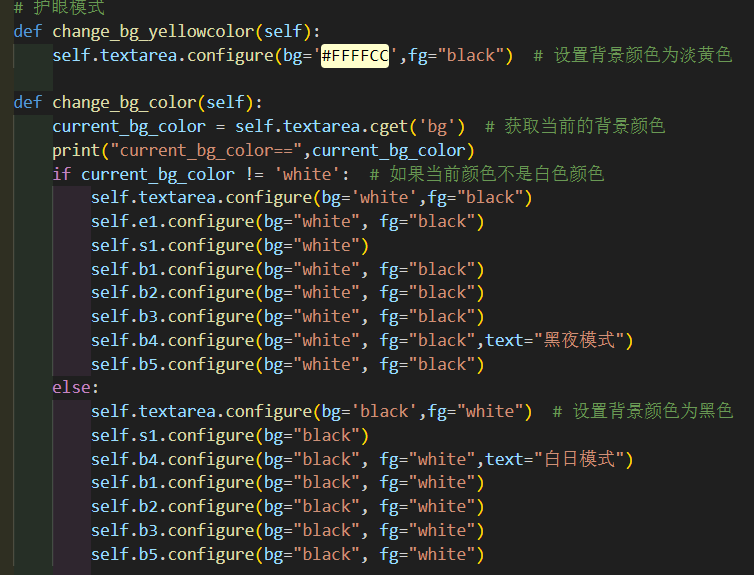 # 护眼模式
def change_bg_yellowcolor(self):
    self.textarea.configure(bg='#FFFFCC',fg="black")  # 设置背景颜色为淡黄色
def change_bg_color(self):
    current_bg_color = self.textarea.cget('bg')  # 获取当前的背景颜色
    print("current_bg_color==",current_bg_color)
    if current_bg_color != 'white':  # 如果当前颜色不是白色颜色
        self.textarea.configure(bg='white',fg="black")
        self.e1.configure(bg="white", fg="black")
        self.s1.configure(bg="white")
        self.b1.configure(bg="white", fg="black")
        self.b2.configure(bg="white", fg="black")
        self.b3.configure(bg="white", fg="black")
        self.b4.configure(bg="white", fg="black",text="黑夜模式")
        self.b5.configure(bg="white", fg="black")
    else:
        self.textarea.configure(bg='black',fg="white")  # 设置背景颜色为黑色
        self.s1.configure(bg="black")
        self.b4.configure(bg="black", fg="white",text="白日模式")
        self.b1.configure(bg="black", fg="white")
        self.b2.configure(bg="black", fg="white")
        self.b3.configure(bg="black", fg="white")
        self.b5.configure(bg="black", fg="white")